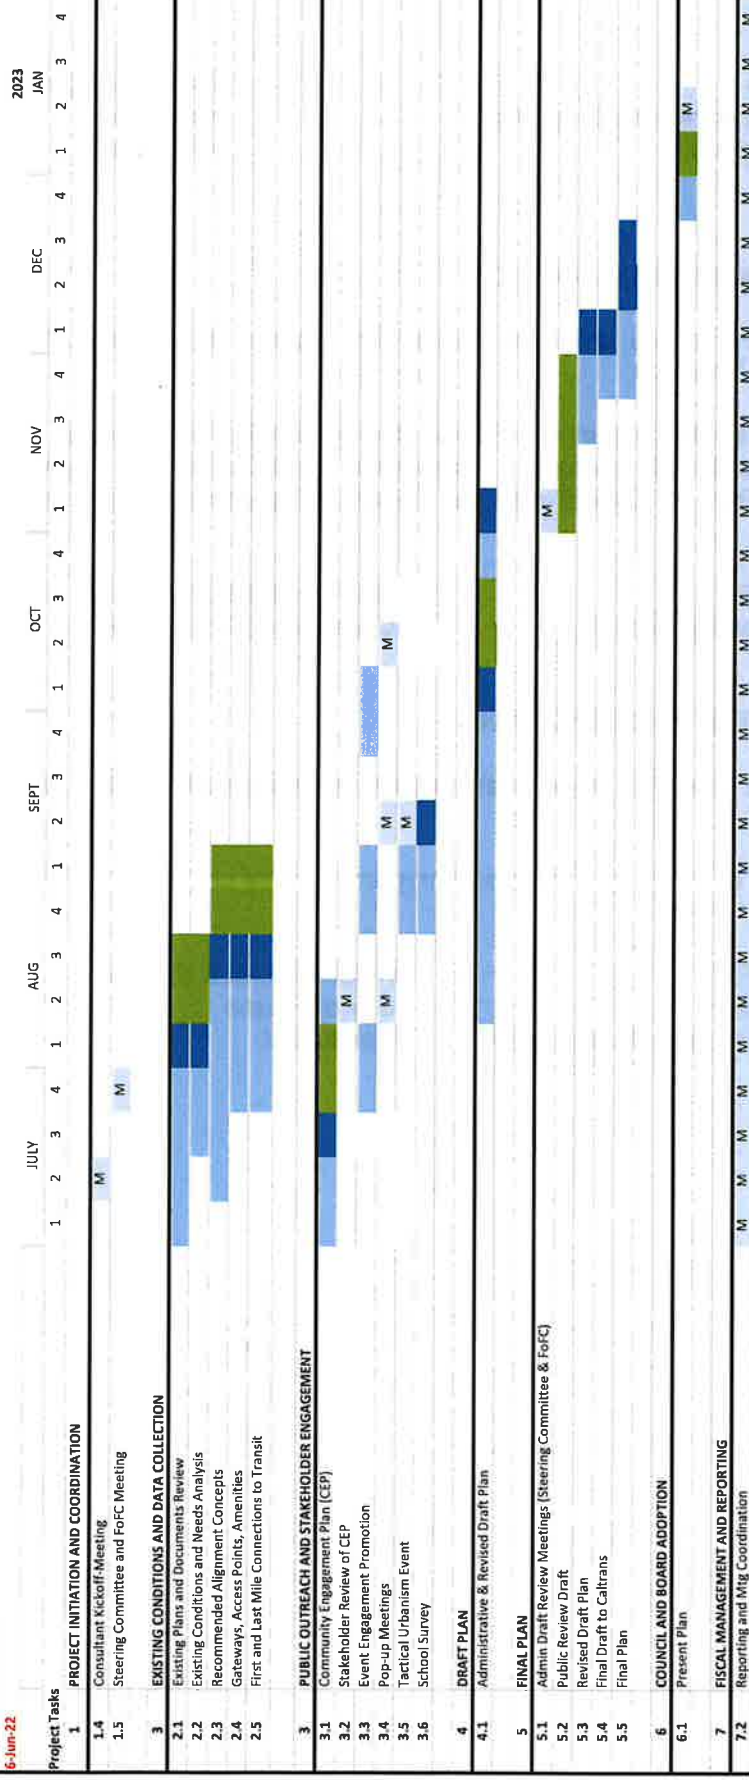 6-Jun-22
2023
JULY AUG SEPT OCT NOV DEC JAN
Project Tasks 1 2 3 4 1 2 3 4 1 2 3 4 1 2 3 4 1 2 3 4 1 2 3 4 1 2 3 4
1 PROJECT INITIATION AND COORDINATION
1.4 Consultant Kickoff-Meeting M
1.5 Steering Committee and FoFC Meeting M
3 EXISTING CONDITIONS AND DATA COLLECTION
2.1 Existing Plans and Documents Review
2.2 Existing Conditions and Needs Analysis
2.3 Recommended Alignment Concepts
2.4 Gateways, Access Points, Amenities
2.5 First and Last Mile Connections to Transit
3 PUBLIC OUTREACH AND STAKEHOLDER ENGAGEMENT
3.1 Community Engagement Plan (CEP)
3.2 Stakeholder Review of CEP M
3.3 Event Engagement Promotion
3.4 Pop-up Meetings M M M
3.5 Tactical Urbanism Event M
3.6 School Survey
4 DRAFT PLAN
4.1 Administrative & Revised Draft Plan
5 FINAL PLAN
5.1 Admin Draft Review Meetings (Steering Committee & FoFC) M
5.2 Public Review Draft
5.3 Revised Draft Plan
5.4 Final Draft to Caltrans
5.5 Final Plan
6 COUNCIL AND BOARD ADOPTION
6.1 Present Plan M
7 FISCAL MANAGEMENT AND REPORTING
7.2 Reporting and Mtg Coordination M M M M M M M M M M M M M M M M M M M M M M M M M M M M